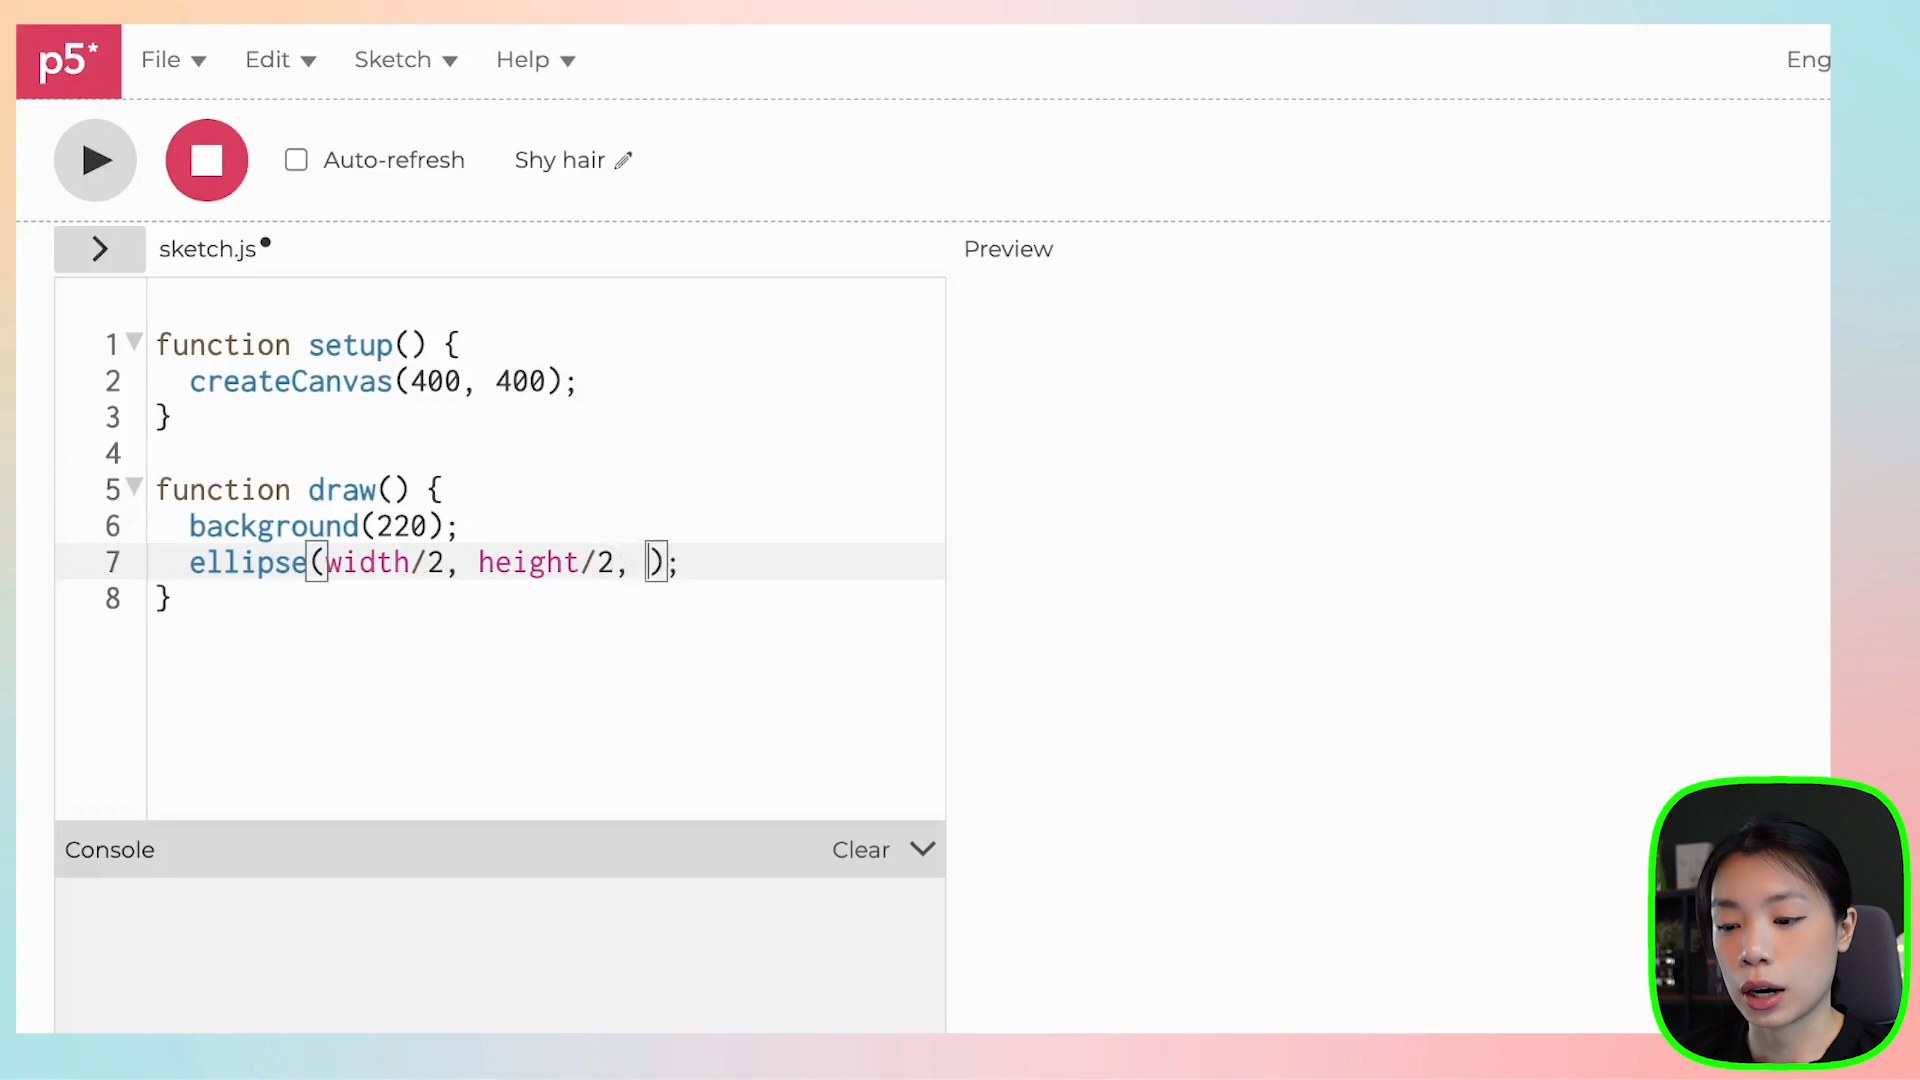 p5* File Edit Sketch Help Eng
Auto-refresh Shy hair
sketch.js Preview
1 function setup() {
2 createCanvas(400, 400);
3 }
4
5 function draw() {
6 background(220);
7 ellipse(width/2, height/2, );
8 }
Console Clear